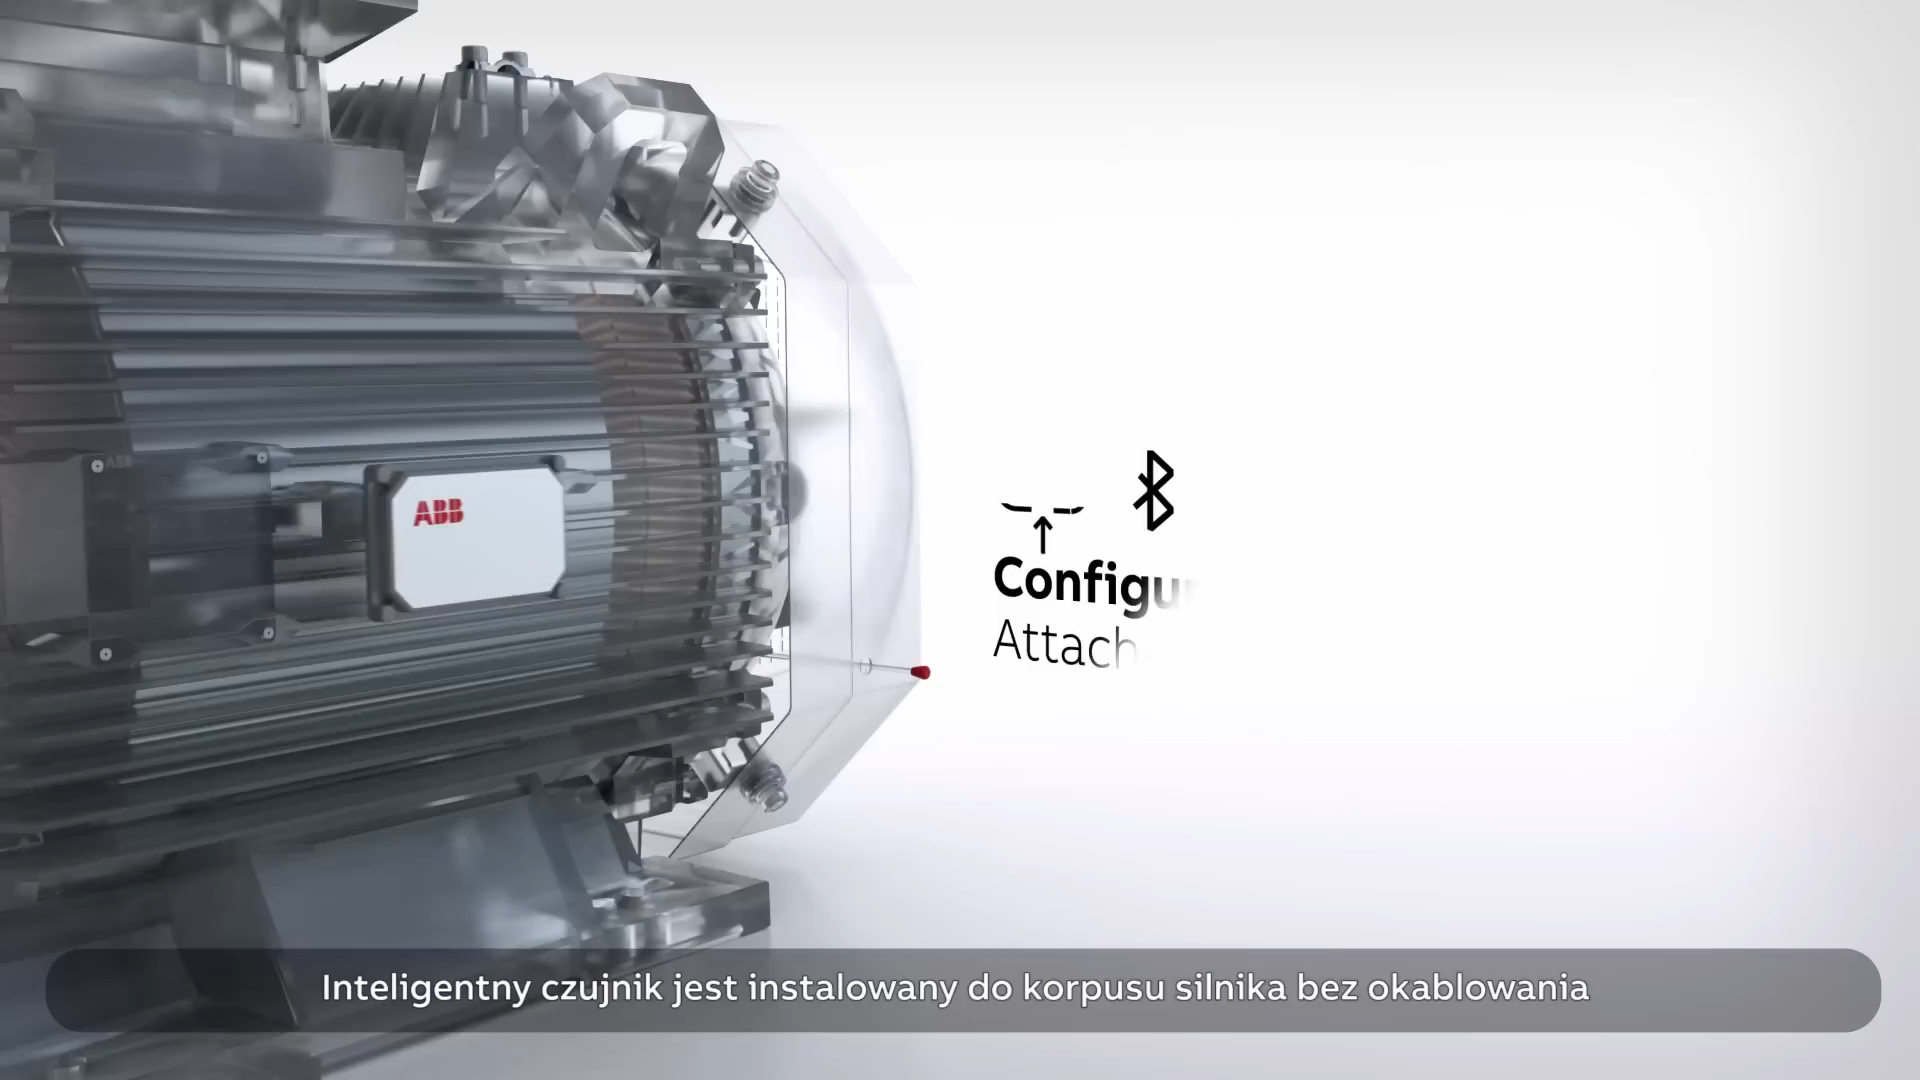 ABB
Configu
Attach
Inteligentny czujnik jest instalowany do korpusu silnika bez okablowania